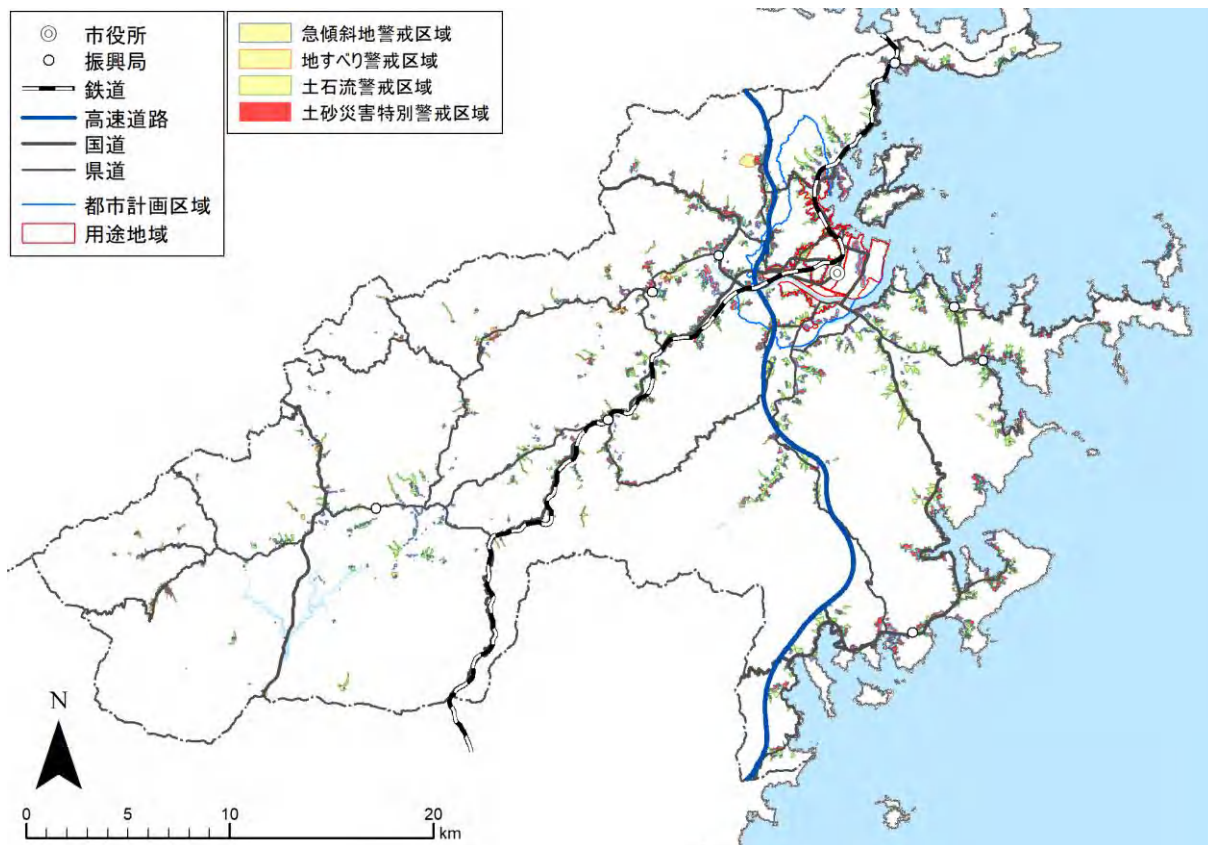 市役所
振興局
鉄道
高速道路
国道
県道
都市計画区域
用途地域
急傾斜地警戒区域
地すべり警戒区域
土石流警戒区域
土砂災害特別警戒区域
N
0 5 10 20
km